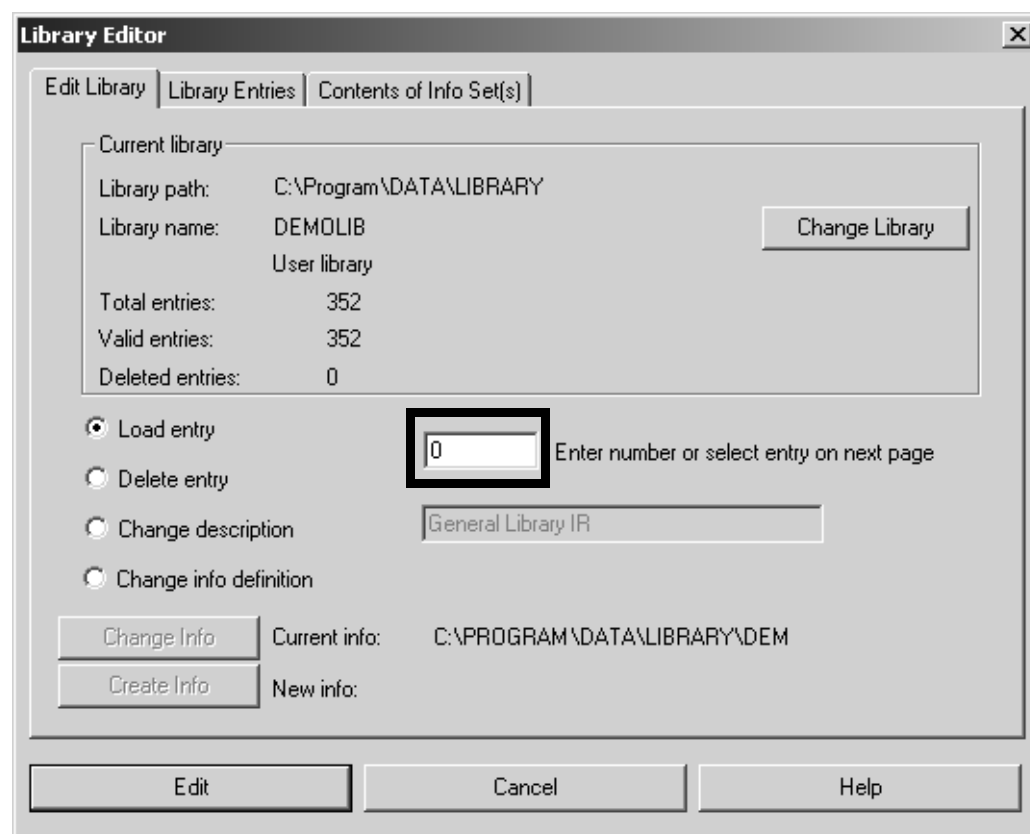 Library Editor
Edit Library Library Entries Contents of Info Set(s)
Current library
Library path: C:\Program\DATA\LIBRARY
Library name: DEMOLIB Change Library
User library
Total entries: 352
Valid entries: 352
Deleted entries: 0
Load entry
0 Enter number or select entry on next page
Delete entry
Change description General Library IR
Change info definition
Change Info Current info: C:\PROGRAM\DATA\LIBRARY\DEM
Create Info New info:
Edit Cancel Help